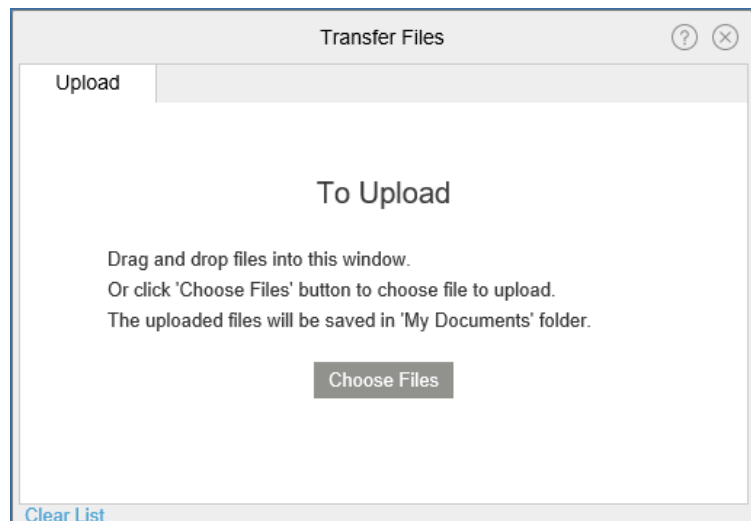 Transfer Files
Upload
To Upload
Drag and drop files into this window.
Or click 'Choose Files' button to choose file to upload.
The uploaded files will be saved in 'My Documents' folder.
Choose Files
Clear List